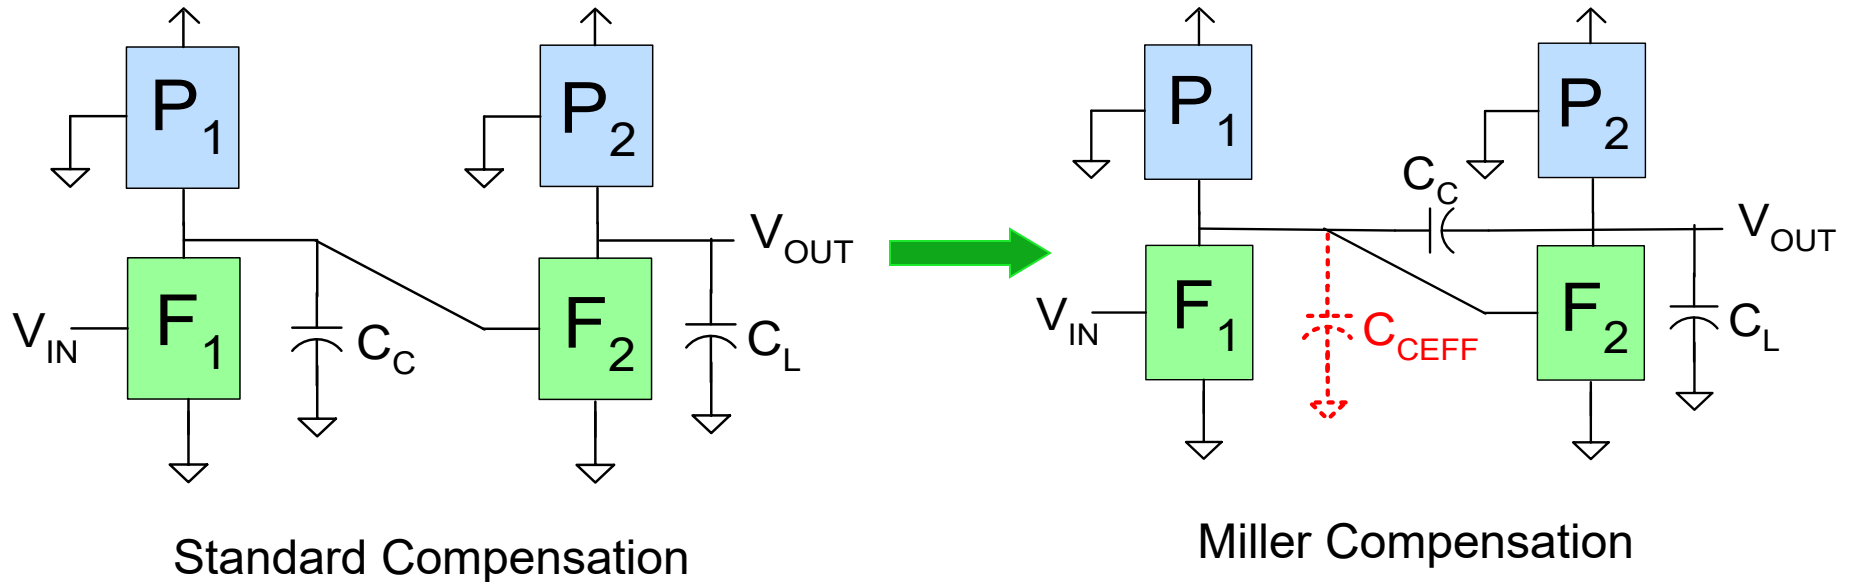 P1
P2
VOUT
F1
F2
VIN
CC
CL
Standard Compensation
P1
P2
CC
VOUT
F1
F2
VIN
CCEFF
CL
Miller Compensation